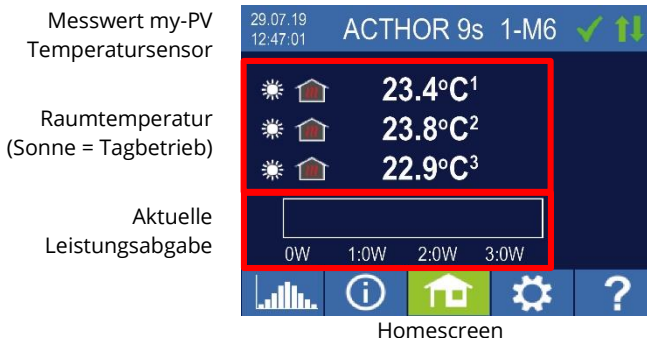 Messwert my-PV
Temperatursensor
Raumtemperatur
(Sonne = Tagbetrieb)
Aktuelle
Leistungsabgabe
29.07.19
12:47:01
ACTHOR 9s 1-M6
23.4°C¹
23.8°C²
22.9°C³
0W 1:0W 2:0W 3:0W
?
Homescreen